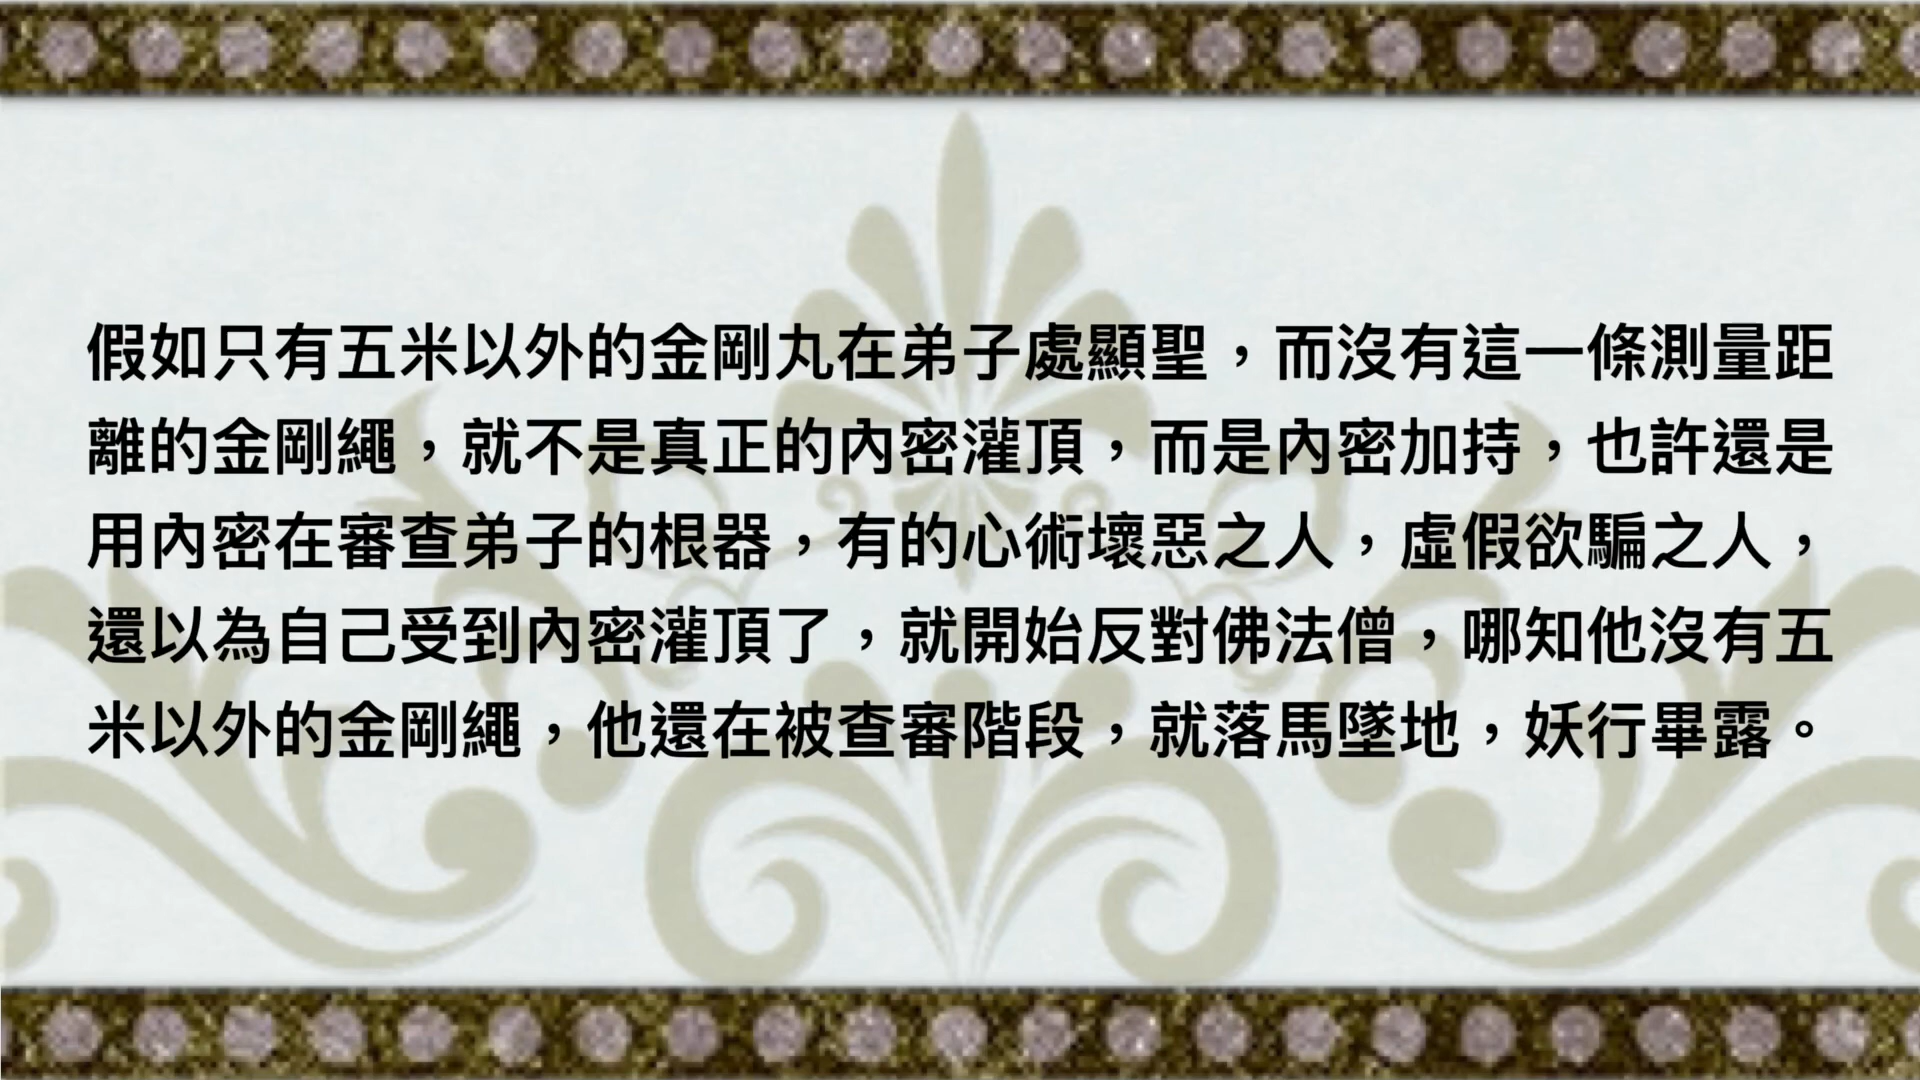 假如只有五米以外的金剛丸在弟子處顯聖，而沒有這一條測量距
離的金剛繩，就不是真正的內密灌頂，而是內密加持，也許還是
用內密在審查弟子的根器，有的心術壞惡之人，虛假欲騙之人，
還以為自己受到內密灌頂了，就開始反對佛法僧，哪知他沒有五
米以外的金剛繩，他還在被查審階段，就落馬墜地，妖行畢露。